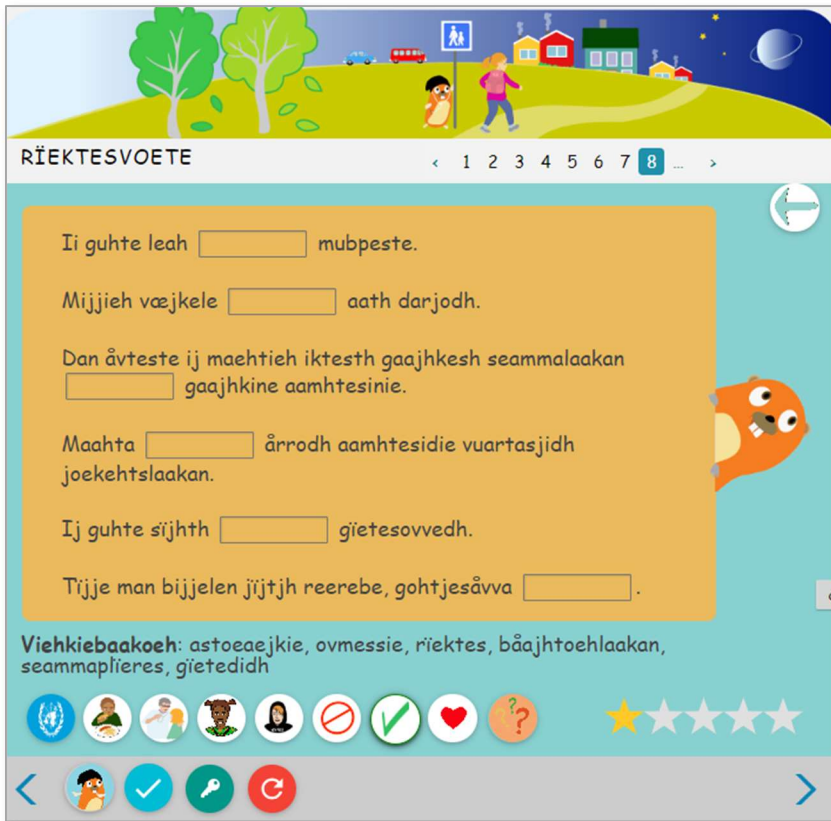 RÏEKTESVOETE
‹ 1 2 3 4 5 6 7 8 ... ›
Ii guhte leah mubpeste.
Mijjieh væjkele aath darjodh.
Dan åvteste ij maehtieh iktesth gaajhkesh seammalaakan
gaajhkine aamhtesinie.
Maahta årrodh aamhtesidie vuartasjidh
joekehtslaakan.
Ij guhte sïjhth gïetesovvedh.
Tïjje man bijjelen jïjtjh reerebe, gohtjesåvva .
Viehkiebaakoeh: astoeaejkie, ovmessie, rïektes, båajhtoehlaakan,
seammaplïeres, gïetedidh
???